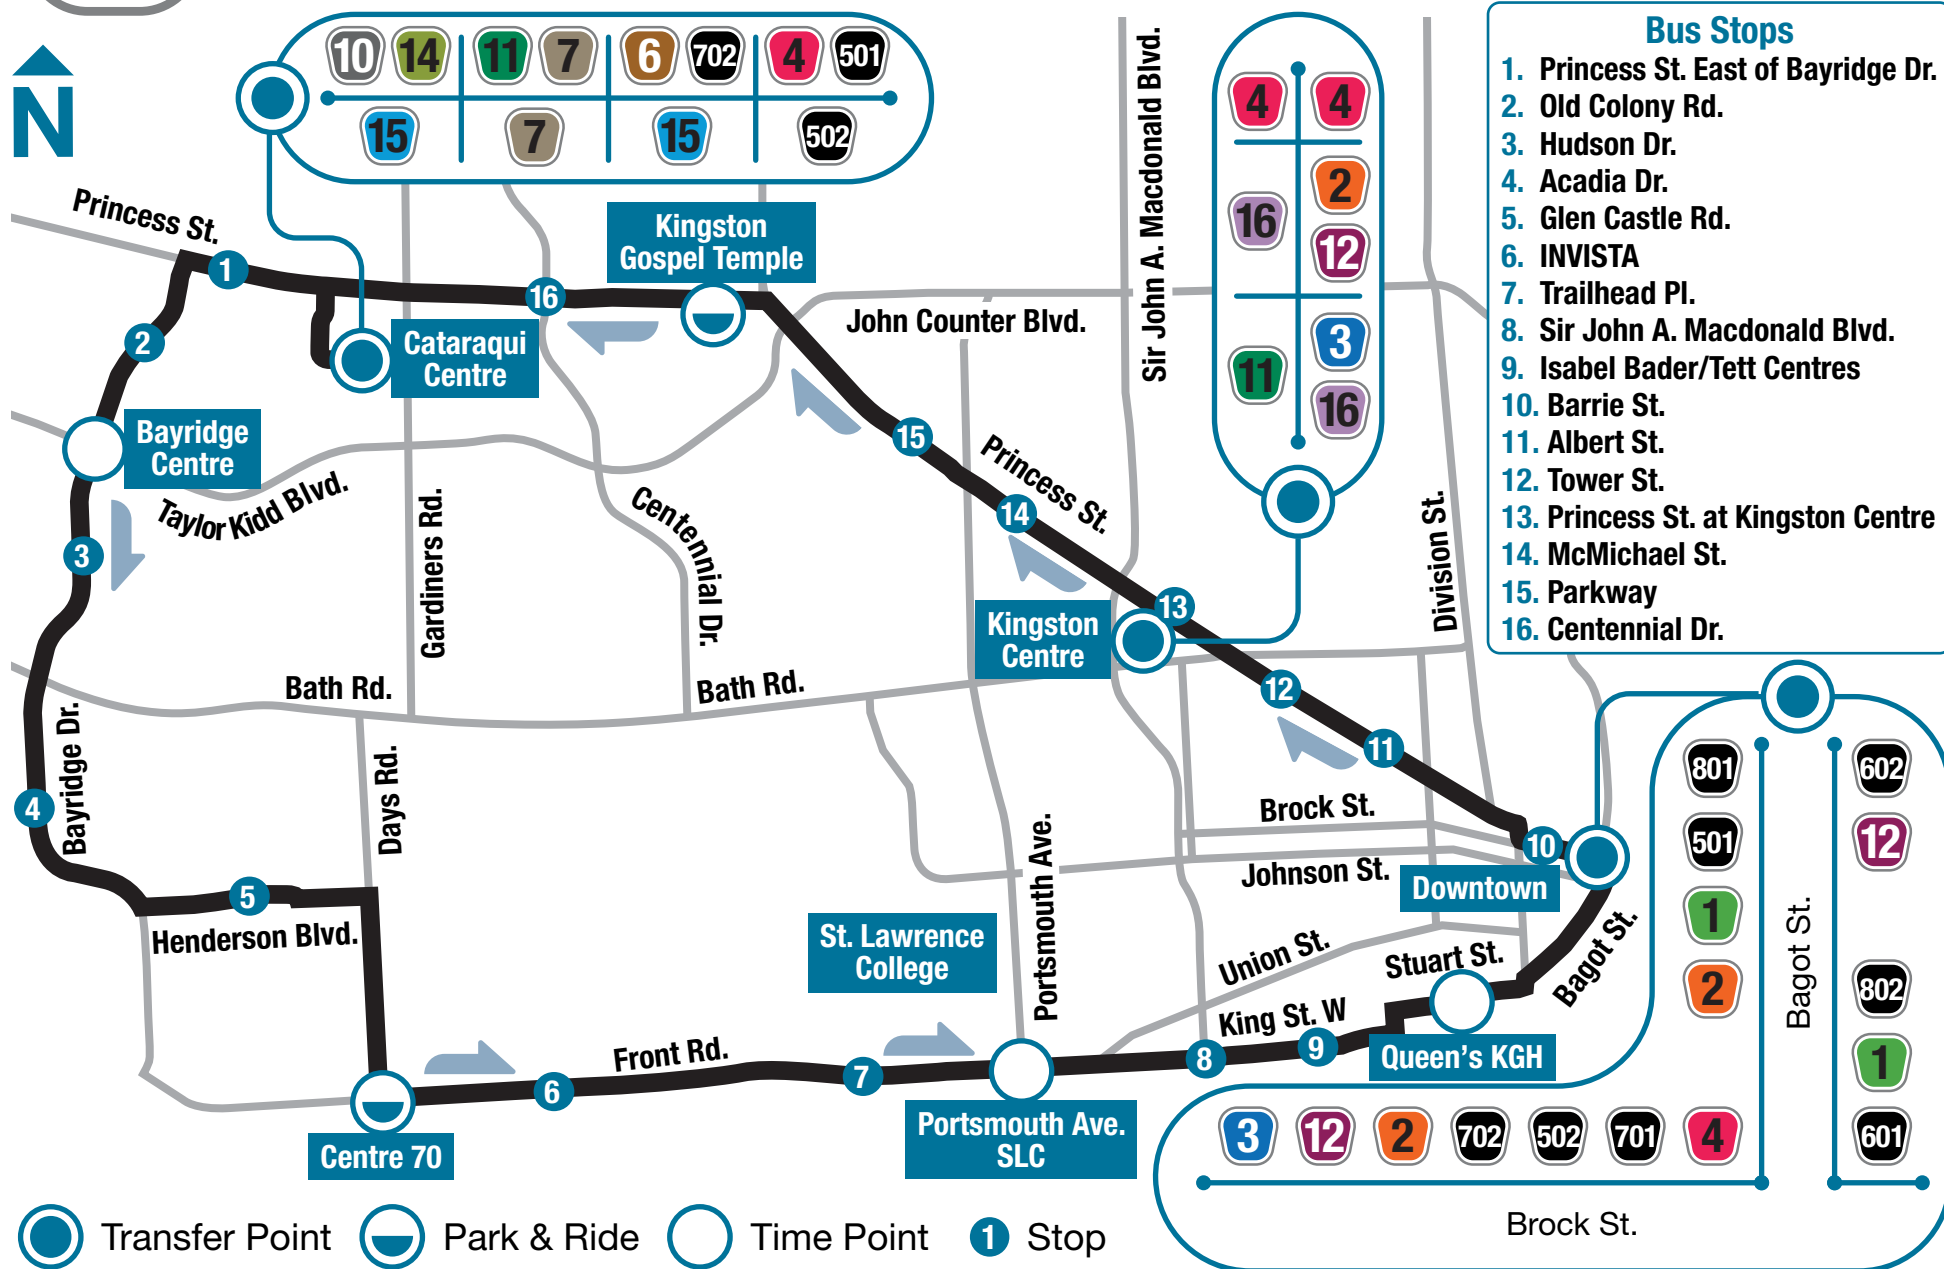 10 14 11 7 6 702 4 501
15 7 15 502
N
Princess St.
Kingston
Gospel Temple
Sir John A. Macdonald Blvd.
4 4
16 2
12
11 3
16
Bus Stops
1. Princess St. East of Bayridge Dr.
2. Old Colony Rd.
3. Hudson Dr.
4. Acadia Dr.
5. Glen Castle Rd.
6. INVISTA
7. Trailhead Pl.
8. Sir John A. Macdonald Blvd.
9. Isabel Bader/Tett Centres
10. Barrie St.
11. Albert St.
12. Tower St.
13. Princess St. at Kingston Centre
14. McMichael St.
15. Parkway
16. Centennial Dr.
1
16
2
John Counter Blvd.
Cataraqui
Centre
Bayridge
Centre
15
Princess St.
Taylor Kidd Blvd.
Gardiners Rd.
Centennial Dr.
14
Division St.
3
13
Kingston
Centre
Bath Rd.
Bath Rd.
12
11
Bayridge Dr.
4
Days Rd.
Brock St.
10
Johnson St.
Downtown
5
Henderson Blvd.
St. Lawrence
College
Portsmouth Ave.
Union St.
Stuart St.
Bagot St.
King St. W
Front Rd.
6
7
8
9
Queen's KGH
Centre 70
Portsmouth Ave.
SLC
801 602
501 12
1
2 802
1
Bagot St.
3 12 2 702 502 701 4 601
Brock St.
Transfer Point Park & Ride Time Point 1 Stop